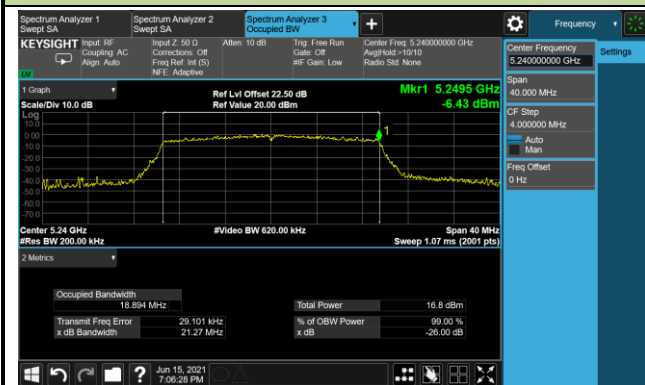 Spectrum Analyzer 1
Swept SA
Spectrum Analyzer 2
Swept SA
Spectrum Analyzer 3
Occupied BW
+
Frequency
KEYSIGHT
Input: RF
Coupling: AC
Align: Auto
Input Z: 50 Ω
Corrections: Off
Freq Ref: Int (S)
NFE: Adaptive
Atten: 10 dB
Trig: Free Run
Gate: Off
#IF Gain: Low
Center Freq: 5.240000000 GHz
Avg|Hold:>10/10
Radio Std: None
LXI
Center Frequency
5.240000000 GHz
Settings
Span
40.000 MHz
CF Step
4.000000 MHz
Auto
Man
Freq Offset
0 Hz
1 Graph
Scale/Div 10.0 dB
Ref Lvl Offset 22.50 dB
Ref Value 20.00 dBm
Mkr1 5.2495 GHz
-6.43 dBm
Log
10.0
0.00
-10.0
-20.0
-30.0
-40.0
-50.0
-60.0
-70.0
1
Center 5.24 GHz
#Video BW 620.00 kHz
Span 40 MHz
#Res BW 200.00 kHz
Sweep 1.07 ms (2001 pts)
2 Metrics
Occupied Bandwidth
18.894 MHz
Total Power 16.8 dBm
Transmit Freq Error 29.101 kHz
% of OBW Power 99.00 %
x dB Bandwidth 21.27 MHz
x dB -26.00 dB
?
Jun 15, 2021
7:06:28 PM